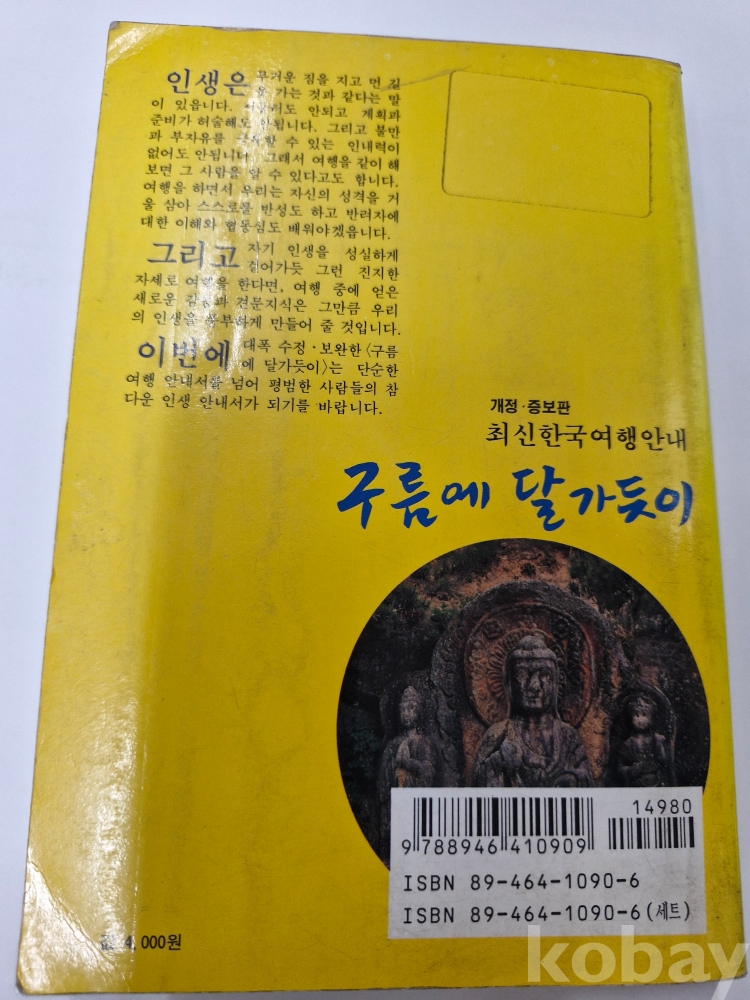 인생은 무거운 짐을 지고 먼 길
가는 것과 같다는 말
이 있읍니다. 안되고 계획과
준비가 허술해도 안됩니다. 그리고 불만
과 부자유를 수 있는 인내력이
없어도 안됩니다. 그래서 여행을 같이 해
보면 그 사람을 알 수 있다고도 합니다.
여행을 하면서 우리는 자신의 성격을 거
울 삼아 스스로를 반성도 하고 반려자에
대한 이해와 협동심도 배워야겠읍니다.
그리고 자기 인생을 성실하게
걸어가듯 그런 진지한
자세로 여행을 한다면, 여행 중에 얻은
새로운 감동과 견문지식은 그만큼 우리
의 인생을 풍부하게 만들어 줄 것입니다.
이번에 대폭 수정·보완한 〈구름
에 달가듯이〉는 단순한
여행 안내서를 넘어 평범한 사람들의 참
다운 인생 안내서가 되기를 바랍니다.
개정·증보판
최신한국여행안내
구름에 달가듯이
14980
9 788946 410909
ISBN 89-464-1090-6
ISBN 89-464-1090-6 (세트)
값 4,000원
kobay